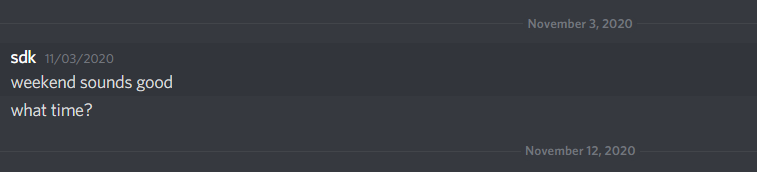 November 3, 2020
sdk 11/03/2020
weekend sounds good
what time?
November 12, 2020